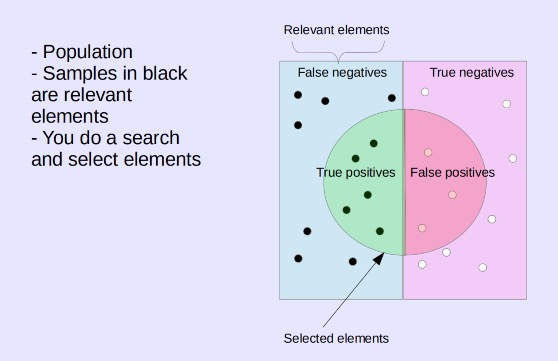 - Population
- Samples in black
are relevant
elements
- You do a search
and select elements
Relevant elements
False negatives
True negatives
True positives
False positives
Selected elements